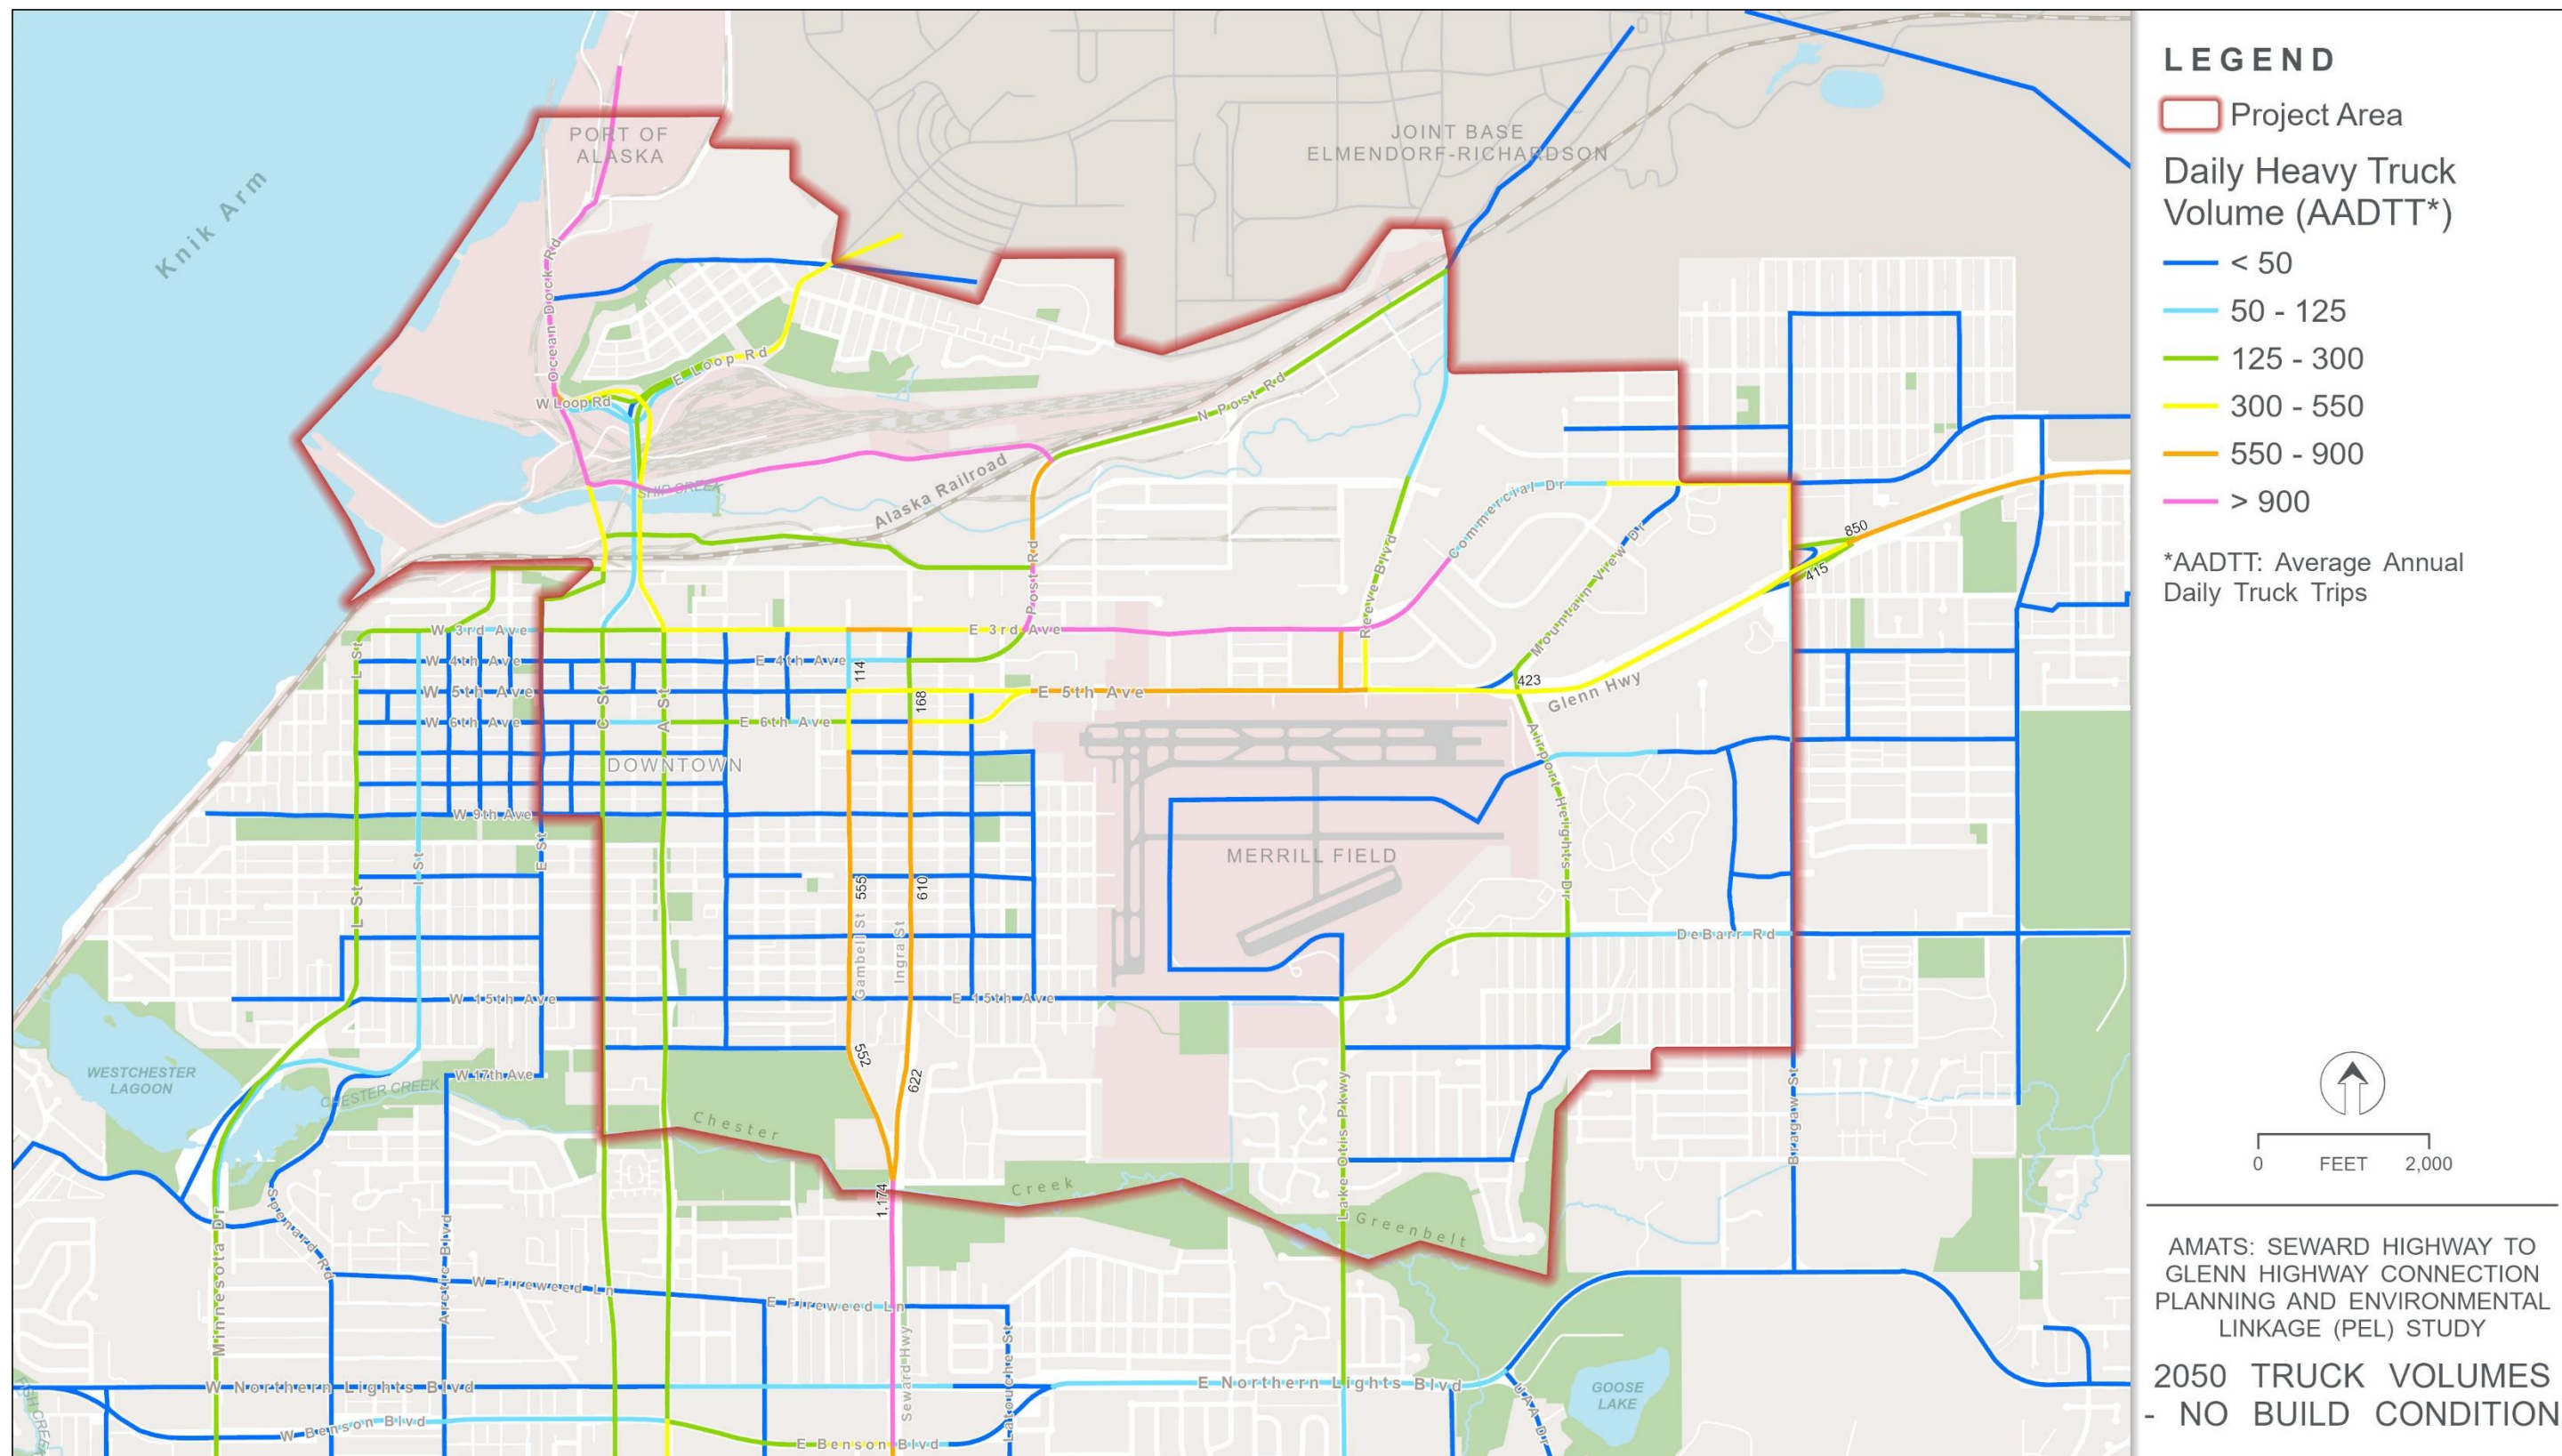 Knik Arm
PORT OF
ALASKA
JOINT BASE
ELMENDORF-RICHARDSON
Ocean Dock Rd
E Loop Rd
W Loop Rd
N Post Rd
SHIP CREEK
Alaska Railroad
Commercial Dr
Post Rd
Reeve Blvd
Mountain View Dr
850
415
W 3rd Ave
E 3rd Ave
L St
W 4th Ave
E 4th Ave
114
W 5th Ave
C St
A St
168
E 5th Ave
423
Glenn Hwy
W 6th Ave
E 6th Ave
DOWNTOWN
Airport Heights Dr
W 9th Ave
E St
I St
L St
555
610
MERRILL FIELD
Gambell St
Ingra St
DeBarr Rd
W 15th Ave
E 15th Ave
552
622
WESTCHESTER
LAGOON
W 17th Ave
CHESTER CREEK
Chester
Creek
Greenbelt
Lake Otis Pkwy
Bragaw St
1,174
Spenard Rd
Minnesota Dr
Arctic Blvd
W Fireweed Ln
E Fireweed Ln
Seward Hwy
Latouche St
W Northern Lights Blvd
E Northern Lights Blvd
UAA Dr
GOOSE
LAKE
FISH CREEK
W Benson Blvd
E Benson Blvd
LEGEND
Project Area
Daily Heavy Truck
Volume (AADTT*)
< 50
50 - 125
125 - 300
300 - 550
550 - 900
> 900
*AADTT: Average Annual
Daily Truck Trips
0 FEET 2,000
AMATS: SEWARD HIGHWAY TO
GLENN HIGHWAY CONNECTION
PLANNING AND ENVIRONMENTAL
LINKAGE (PEL) STUDY
2050 TRUCK VOLUMES
- NO BUILD CONDITION